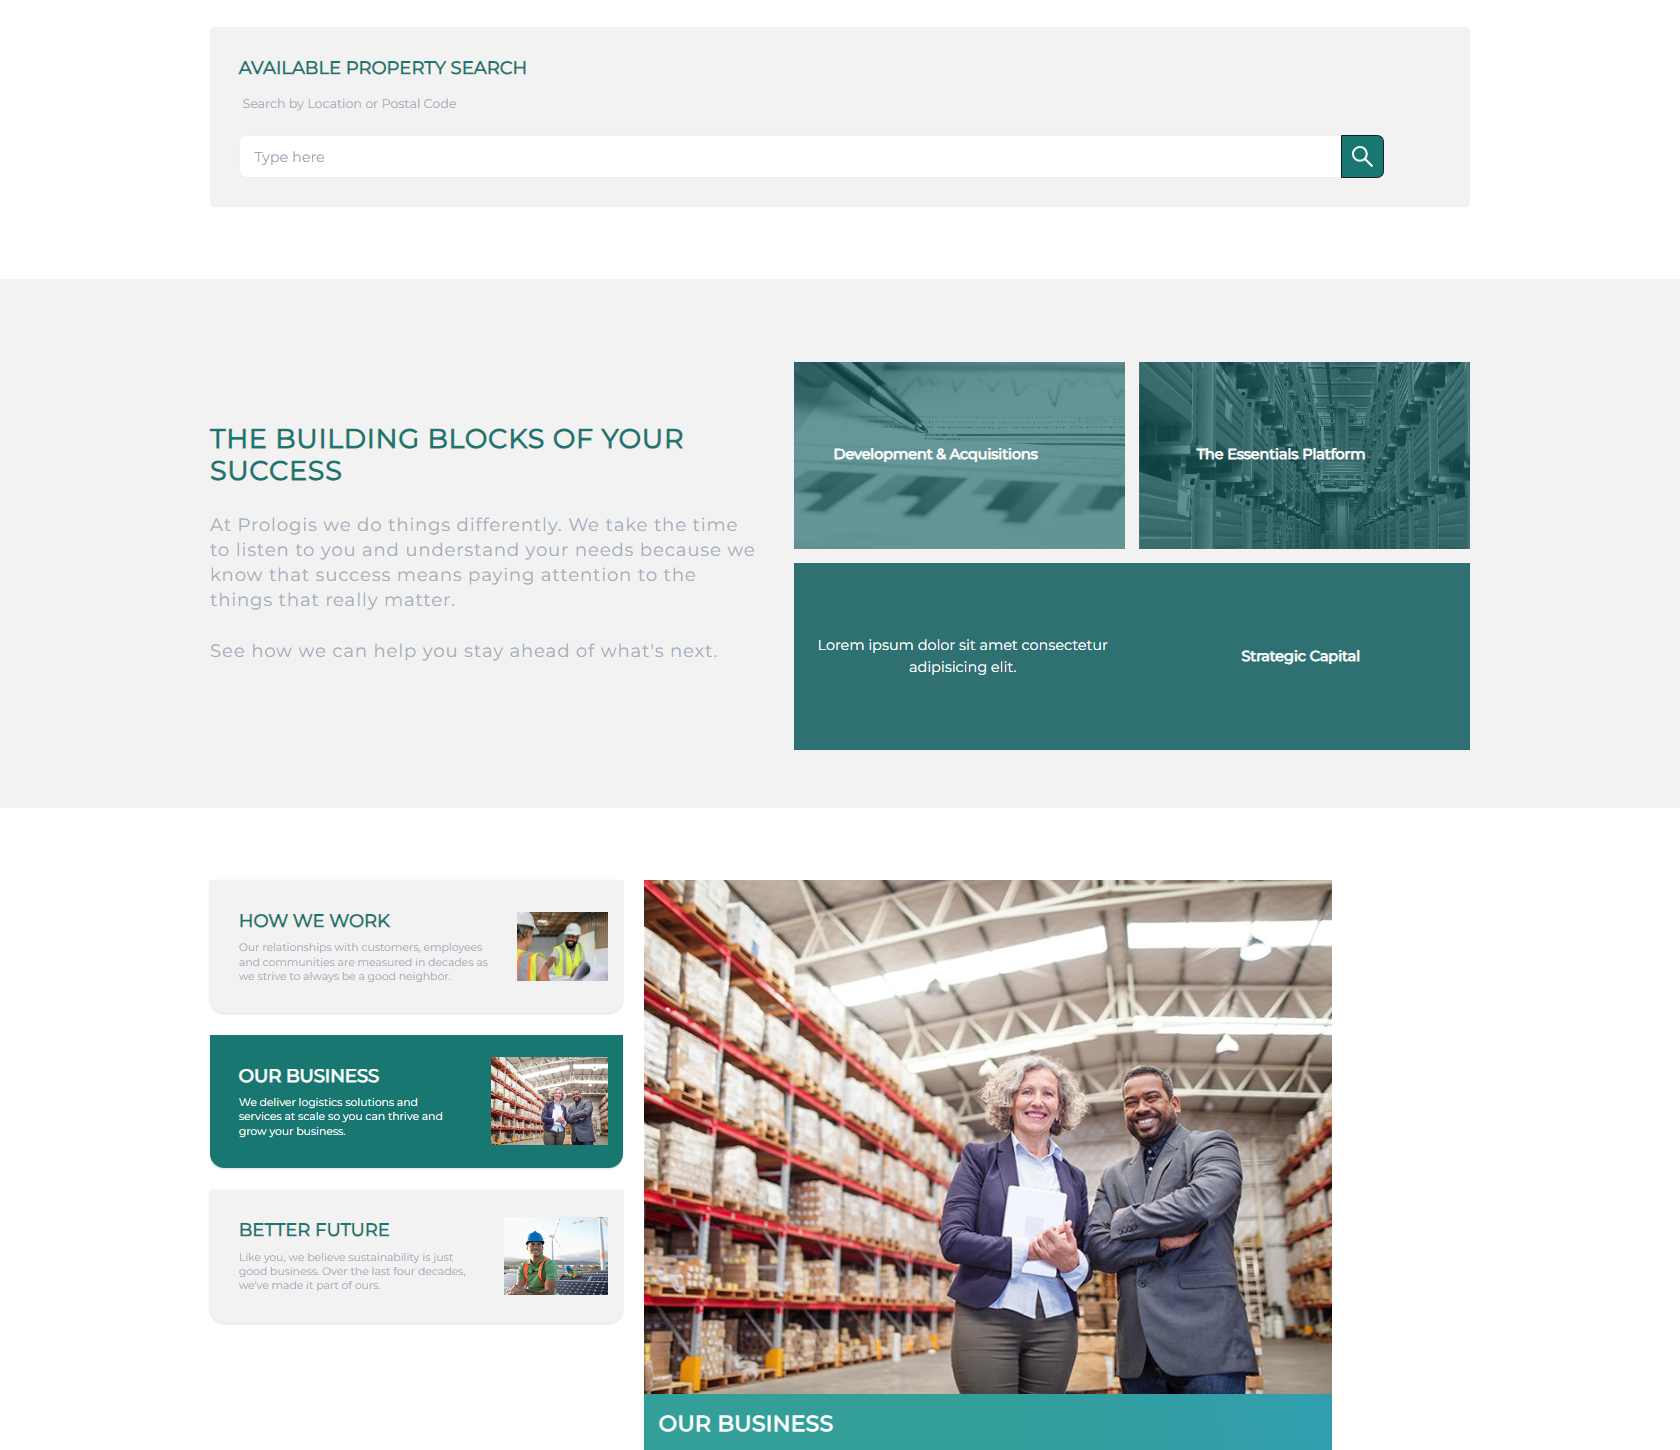 AVAILABLE PROPERTY SEARCH
Search by Location or Postal Code
Type here
THE BUILDING BLOCKS OF YOUR
SUCCESS
At Prologis we do things differently. We take the time
to listen to you and understand your needs because we
know that success means paying attention to the
things that really matter.
See how we can help you stay ahead of what's next.
Development & Acquisitions
The Essentials Platform
Lorem ipsum dolor sit amet consectetur
adipisicing elit.
Strategic Capital
HOW WE WORK
Our relationships with customers, employees
and communities are measured in decades as
we strive to always be a good neighbor.
OUR BUSINESS
We deliver logistics solutions and
services at scale so you can thrive and
grow your business.
BETTER FUTURE
Like you, we believe sustainability is just
good business. Over the last four decades,
we've made it part of ours.
OUR BUSINESS